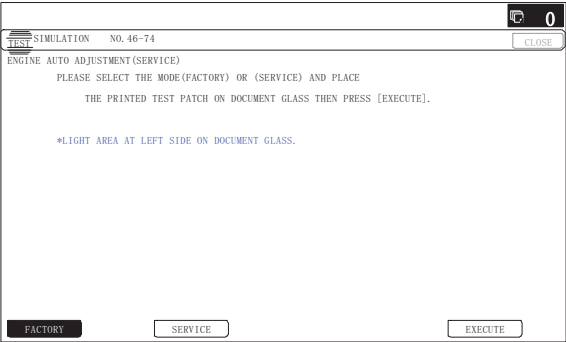 0
TEST SIMULATION NO.46-74
CLOSE
ENGINE AUTO ADJUSTMENT(SERVICE)
PLEASE SELECT THE MODE(FACTORY) OR (SERVICE) AND PLACE
THE PRINTED TEST PATCH ON DOCUMENT GLASS THEN PRESS [EXECUTE].
*LIGHT AREA AT LEFT SIDE ON DOCUMENT GLASS.
FACTORY SERVICE EXECUTE